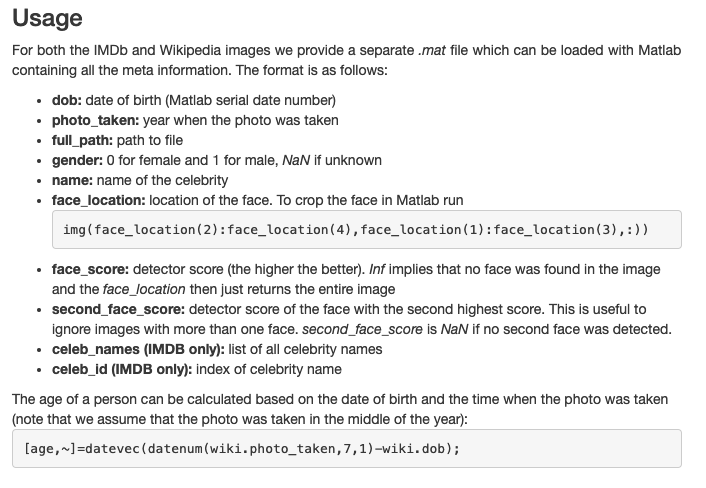 Usage
For both the IMDb and Wikipedia images we provide a separate .mat file which can be loaded with Matlab
containing all the meta information. The format is as follows:
• dob: date of birth (Matlab serial date number)
• photo_taken: year when the photo was taken
• full_path: path to file
• gender: 0 for female and 1 for male, NaN if unknown
• name: name of the celebrity
• face_location: location of the face. To crop the face in Matlab run
img(face_location(2):face_location(4),face_location(1):face_location(3),:))
• face_score: detector score (the higher the better). Inf implies that no face was found in the image
and the face_location then just returns the entire image
• second_face_score: detector score of the face with the second highest score. This is useful to
ignore images with more than one face. second_face_score is NaN if no second face was detected.
• celeb_names (IMDB only): list of all celebrity names
• celeb_id (IMDB only): index of celebrity name
The age of a person can be calculated based on the date of birth and the time when the photo was taken
(note that we assume that the photo was taken in the middle of the year):
[age,~]=datevec(datenum(wiki.photo_taken,7,1)-wiki.dob);